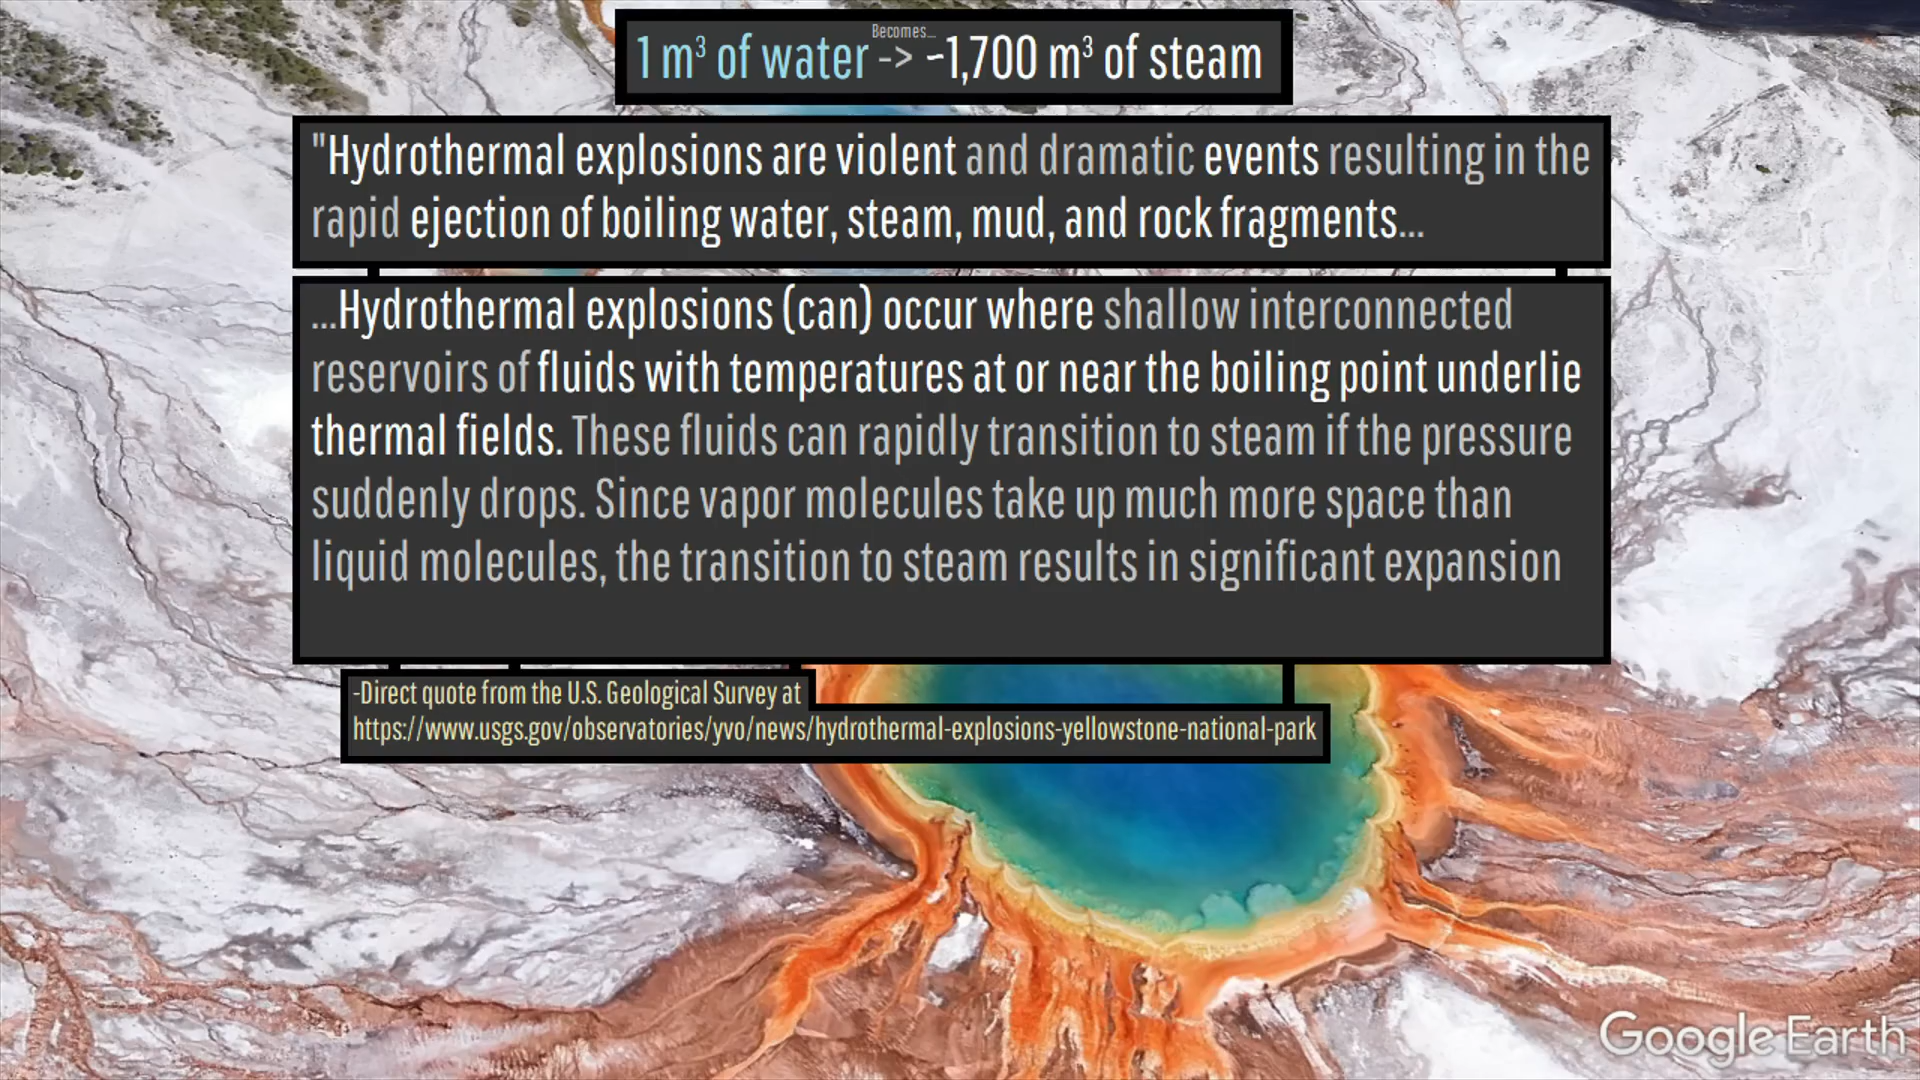 Becomes...
1 m³ of water -> ~1,700 m³ of steam
"Hydrothermal explosions are violent and dramatic events resulting in the
rapid ejection of boiling water, steam, mud, and rock fragments...
...Hydrothermal explosions (can) occur where shallow interconnected
reservoirs of fluids with temperatures at or near the boiling point underlie
thermal fields. These fluids can rapidly transition to steam if the pressure
suddenly drops. Since vapor molecules take up much more space than
liquid molecules, the transition to steam results in significant expansion
-Direct quote from the U.S. Geological Survey at
https://www.usgs.gov/observatories/yvo/news/hydrothermal-explosions-yellowstone-national-park
Google Earth